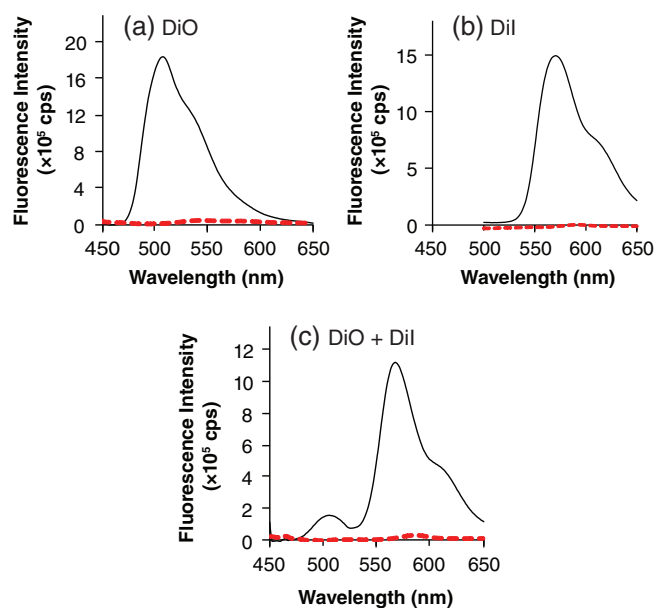 (a) DiO
Fluorescence Intensity
(×10⁵ cps)
20
16
12
8
4
0
450 500 550 600 650
Wavelength (nm)
(b) DiI
Fluorescence Intensity
(×10⁵ cps)
15
10
5
0
450 500 550 600 650
Wavelength (nm)
(c) DiO + DiI
Fluorescence Intensity
(×10⁵ cps)
12
10
8
6
4
2
0
450 500 550 600 650
Wavelength (nm)